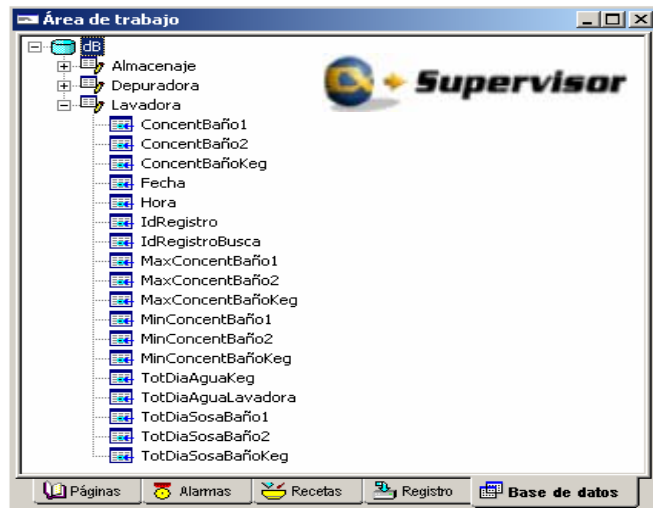 Área de trabajo
dB
Almacenaje
Depuradora
Lavadora
ConcentBaño1
ConcentBaño2
ConcentBañoKeg
Fecha
Hora
IdRegistro
IdRegistroBusca
MaxConcentBaño1
MaxConcentBaño2
MaxConcentBañoKeg
MinConcentBaño1
MinConcentBaño2
MinConcentBañoKeg
TotDiaAguaKeg
TotDiaAguaLavadora
TotDiaSosaBaño1
TotDiaSosaBaño2
TotDiaSosaBañoKeg
Supervisor
Páginas Alarmas Recetas Registro Base de datos